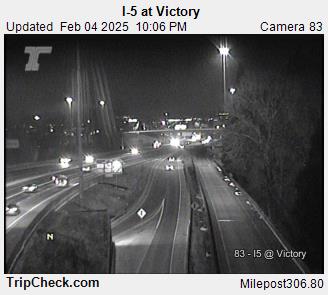 I-5 at Victory
Updated  Feb 04 2025  10:06 PM    Camera 83
T
N
83 - I5 @ Victory
TripCheck.com    Milepost306.80